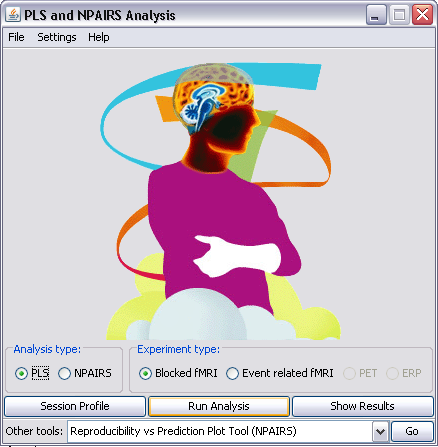 PLS and NPAIRS Analysis
File Settings Help
Analysis type:
PLS NPAIRS
Experiment type:
Blocked fMRI Event related fMRI PET ERP
Session Profile Run Analysis Show Results
Other tools: Reproducibility vs Prediction Plot Tool (NPAIRS) Go